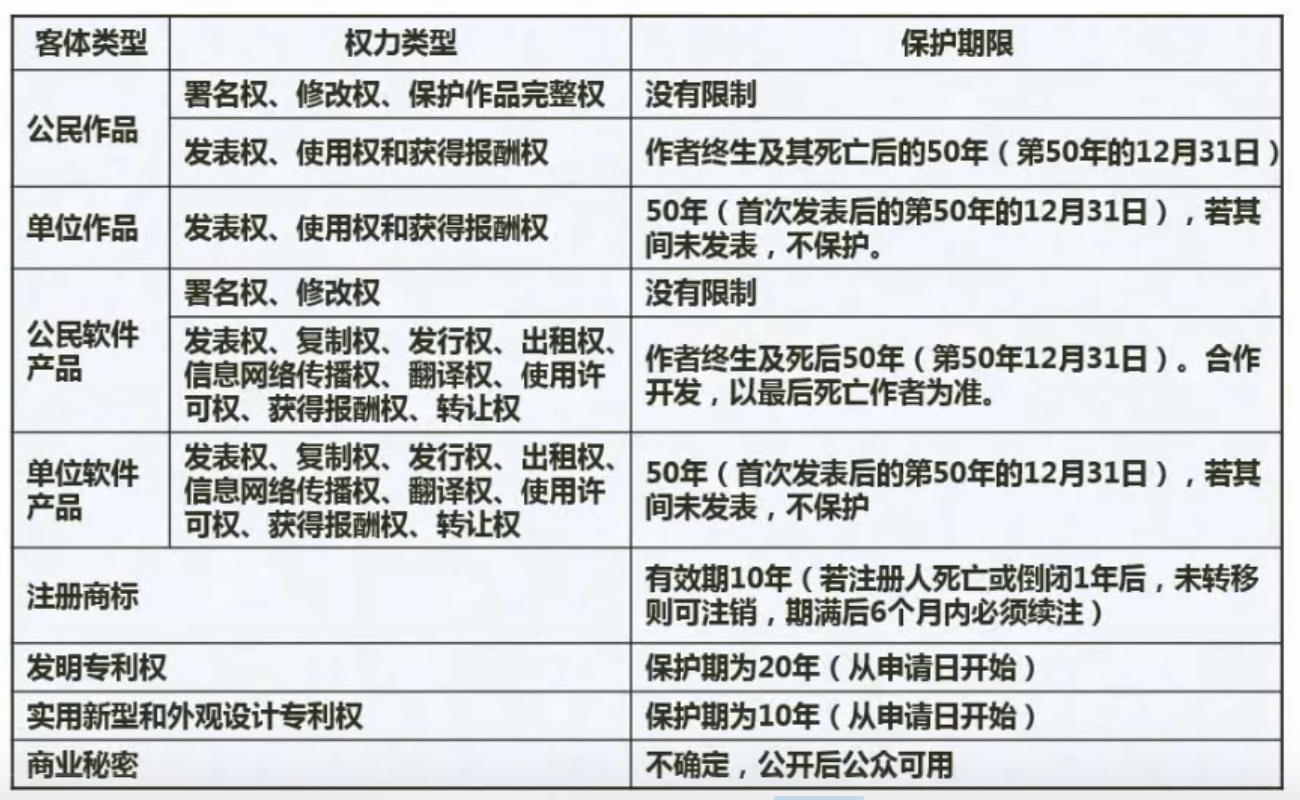 客体类型 权力类型 保护期限
公民作品
署名权、修改权、保护作品完整权 没有限制
发表权、使用权和获得报酬权 作者终生及其死亡后的50年（第50年的12月31日）
单位作品 发表权、使用权和获得报酬权
50年（首次发表后的第50年的12月31日），若其
间未发表，不保护。
公民软件
产品
署名权、修改权 没有限制
发表权、复制权、发行权、出租权、
信息网络传播权、翻译权、使用许
可权、获得报酬权、转让权
作者终生及死后50年（第50年12月31日）。合作
开发，以最后死亡作者为准。
单位软件
产品
发表权、复制权、发行权、出租权、
信息网络传播权、翻译权、使用许
可权、获得报酬权、转让权
50年（首次发表后的第50年的12月31日），若其
间未发表，不保护
注册商标
有效期10年（若注册人死亡或倒闭1年后，未转移
则可注销，期满后6个月内必须续注）
发明专利权 保护期为20年（从申请日开始）
实用新型和外观设计专利权 保护期为10年（从申请日开始）
商业秘密 不确定，公开后公众可用